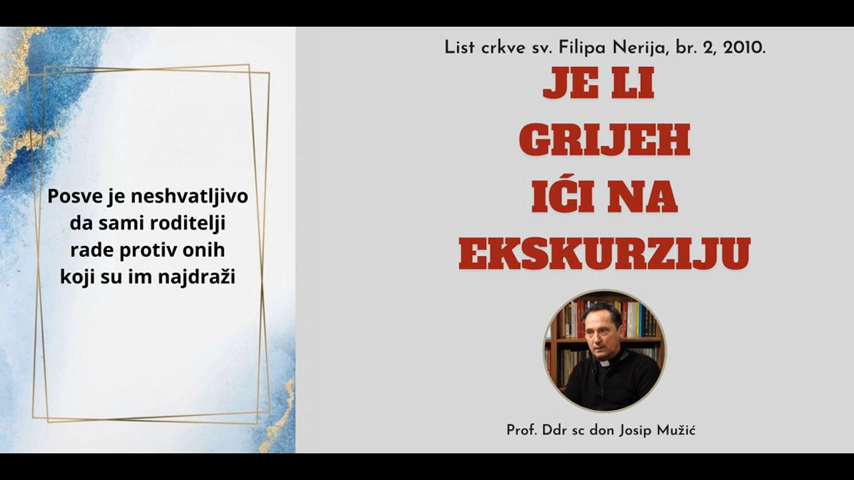 Posve je neshvatljivo
da sami roditelji
rade protiv onih
koji su im najdraži
List crkve sv. Filipa Nerija, br. 2, 2010.
JE LI
GRIJEH
IĆI NA
EKSKURZIJU
Prof. Ddr sc don Josip Mužić